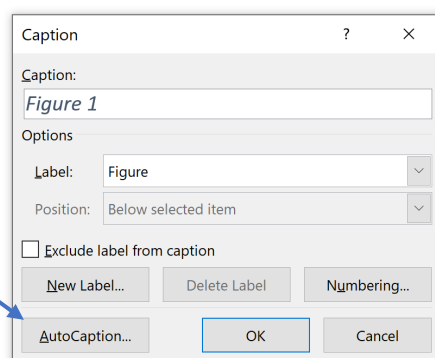 Caption ? ×
Caption:
Figure 1
Options
Label: Figure
Position: Below selected item
Exclude label from caption
New Label... Delete Label Numbering...
AutoCaption... OK Cancel